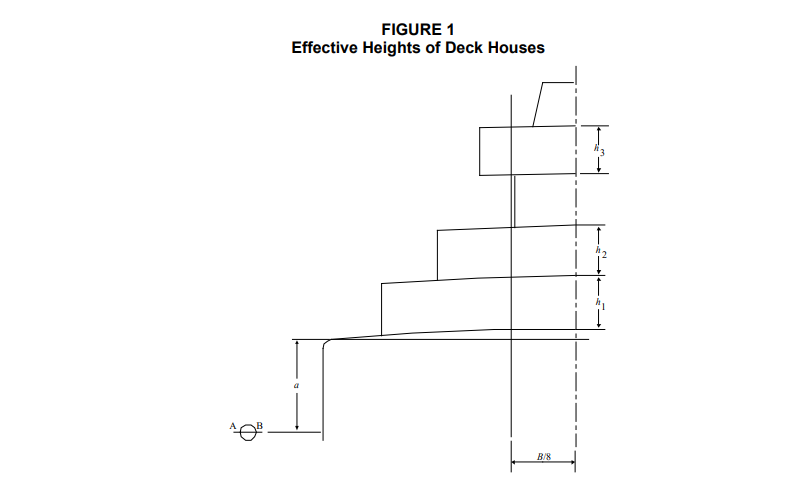 FIGURE 1
Effective Heights of Deck Houses
h3
h2
h1
a
A B
B/8